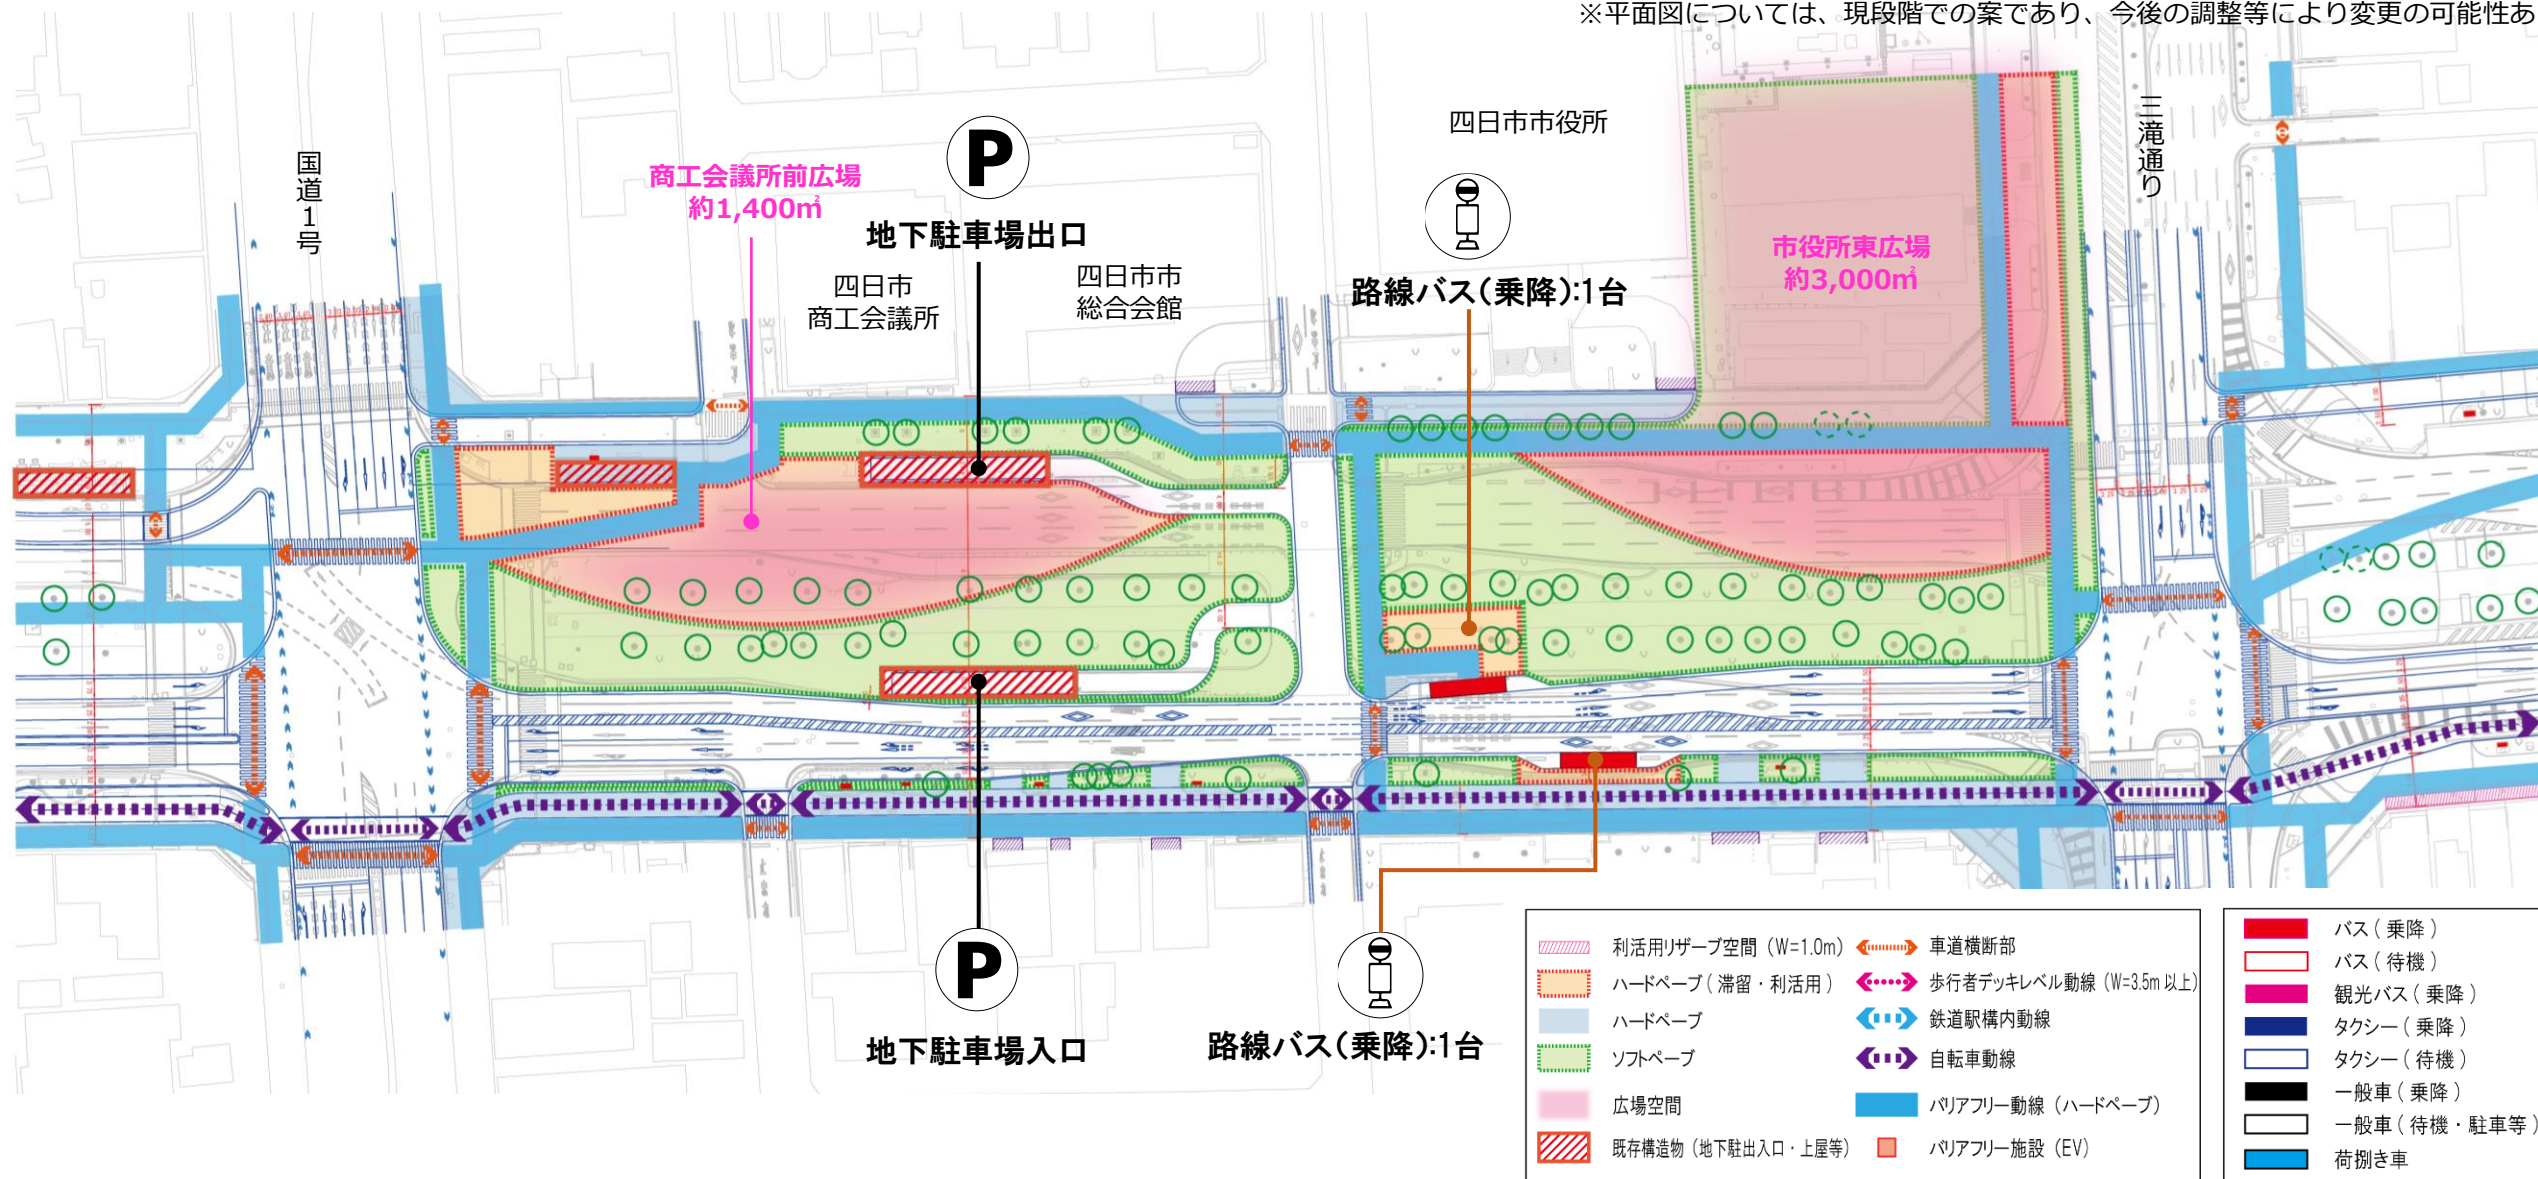 ※平面図については、現段階での案であり、今後の調整等により変更の可能性あ
国道1号
商工会議所前広場
約1,400㎡
P
地下駐車場出口
四日市
商工会議所
四日市市
総合会館
四日市市役所
路線バス(乗降):1台
市役所東広場
約3,000㎡
三滝通り
P
地下駐車場入口
路線バス(乗降):1台
利活用リザーブ空間（W=1.0m）
ハードペーブ（滞留・利活用）
ハードペーブ
ソフトペーブ
広場空間
既存構造物（地下駐出入口・上屋等）
車道横断部
歩行者デッキレベル動線（W=3.5m 以上）
鉄道駅構内動線
自転車動線
バリアフリー動線（ハードペーブ）
バリアフリー施設（EV）
バス（乗降）
バス（待機）
観光バス（乗降）
タクシー（乗降）
タクシー（待機）
一般車（乗降）
一般車（待機・駐車等）
荷捌き車